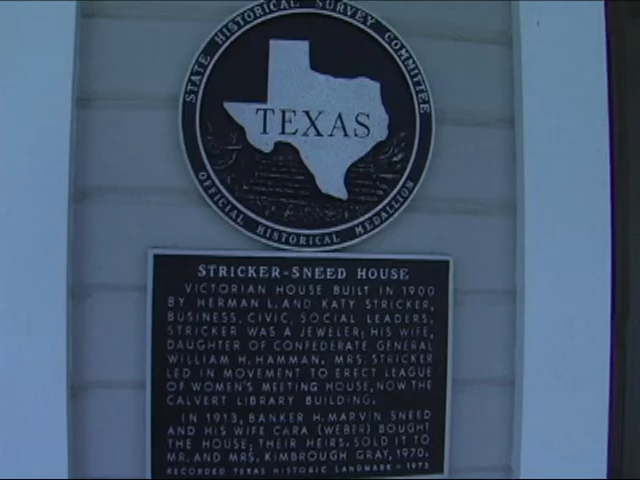 STATE HISTORICAL SURVEY COMMITTEE
TEXAS
OFFICIAL HISTORICAL MEDALLION
STRICKER-SNEED HOUSE
VICTORIAN HOUSE BUILT IN 1900
BY HERMAN L. AND KATY STRICKER,
BUSINESS, CIVIC, SOCIAL LEADERS.
STRICKER WAS A JEWELER; HIS WIFE,
DAUGHTER OF CONFEDERATE GENERAL
WILLIAM H. HAMMAN. MRS. STRICKER
LED IN MOVEMENT TO ERECT LEAGUE
OF WOMEN'S MEETING HOUSE, NOW THE
CALVERT LIBRARY BUILDING.
IN 1913, BANKER H. MARVIN SNEED
AND HIS WIFE CARA (WEBER) BOUGHT
THE HOUSE; THEIR HEIRS, SOLD IT TO
MR. AND MRS. KIMBROUGH GRAY, 1970.
RECORDED TEXAS HISTORIC LANDMARK - 1973